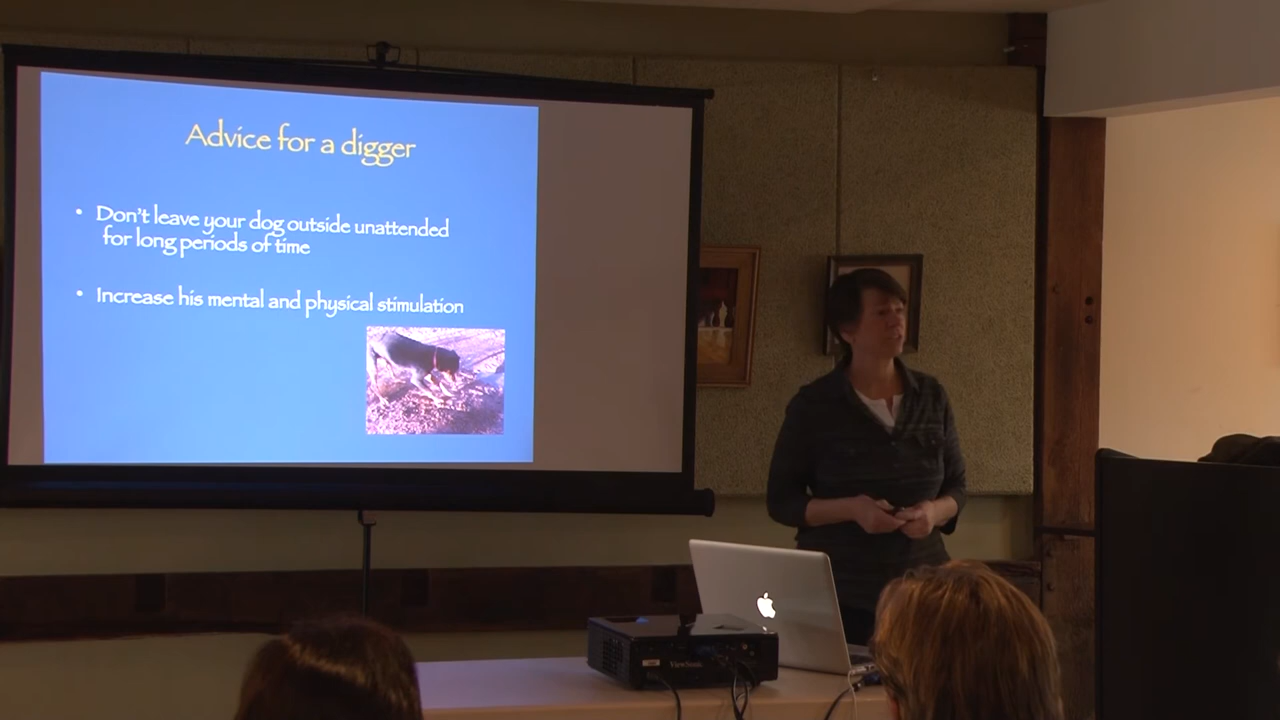 Advice for a digger
• Don't leave your dog outside unattended
for long periods of time
• Increase his mental and physical stimulation
ViewSonic